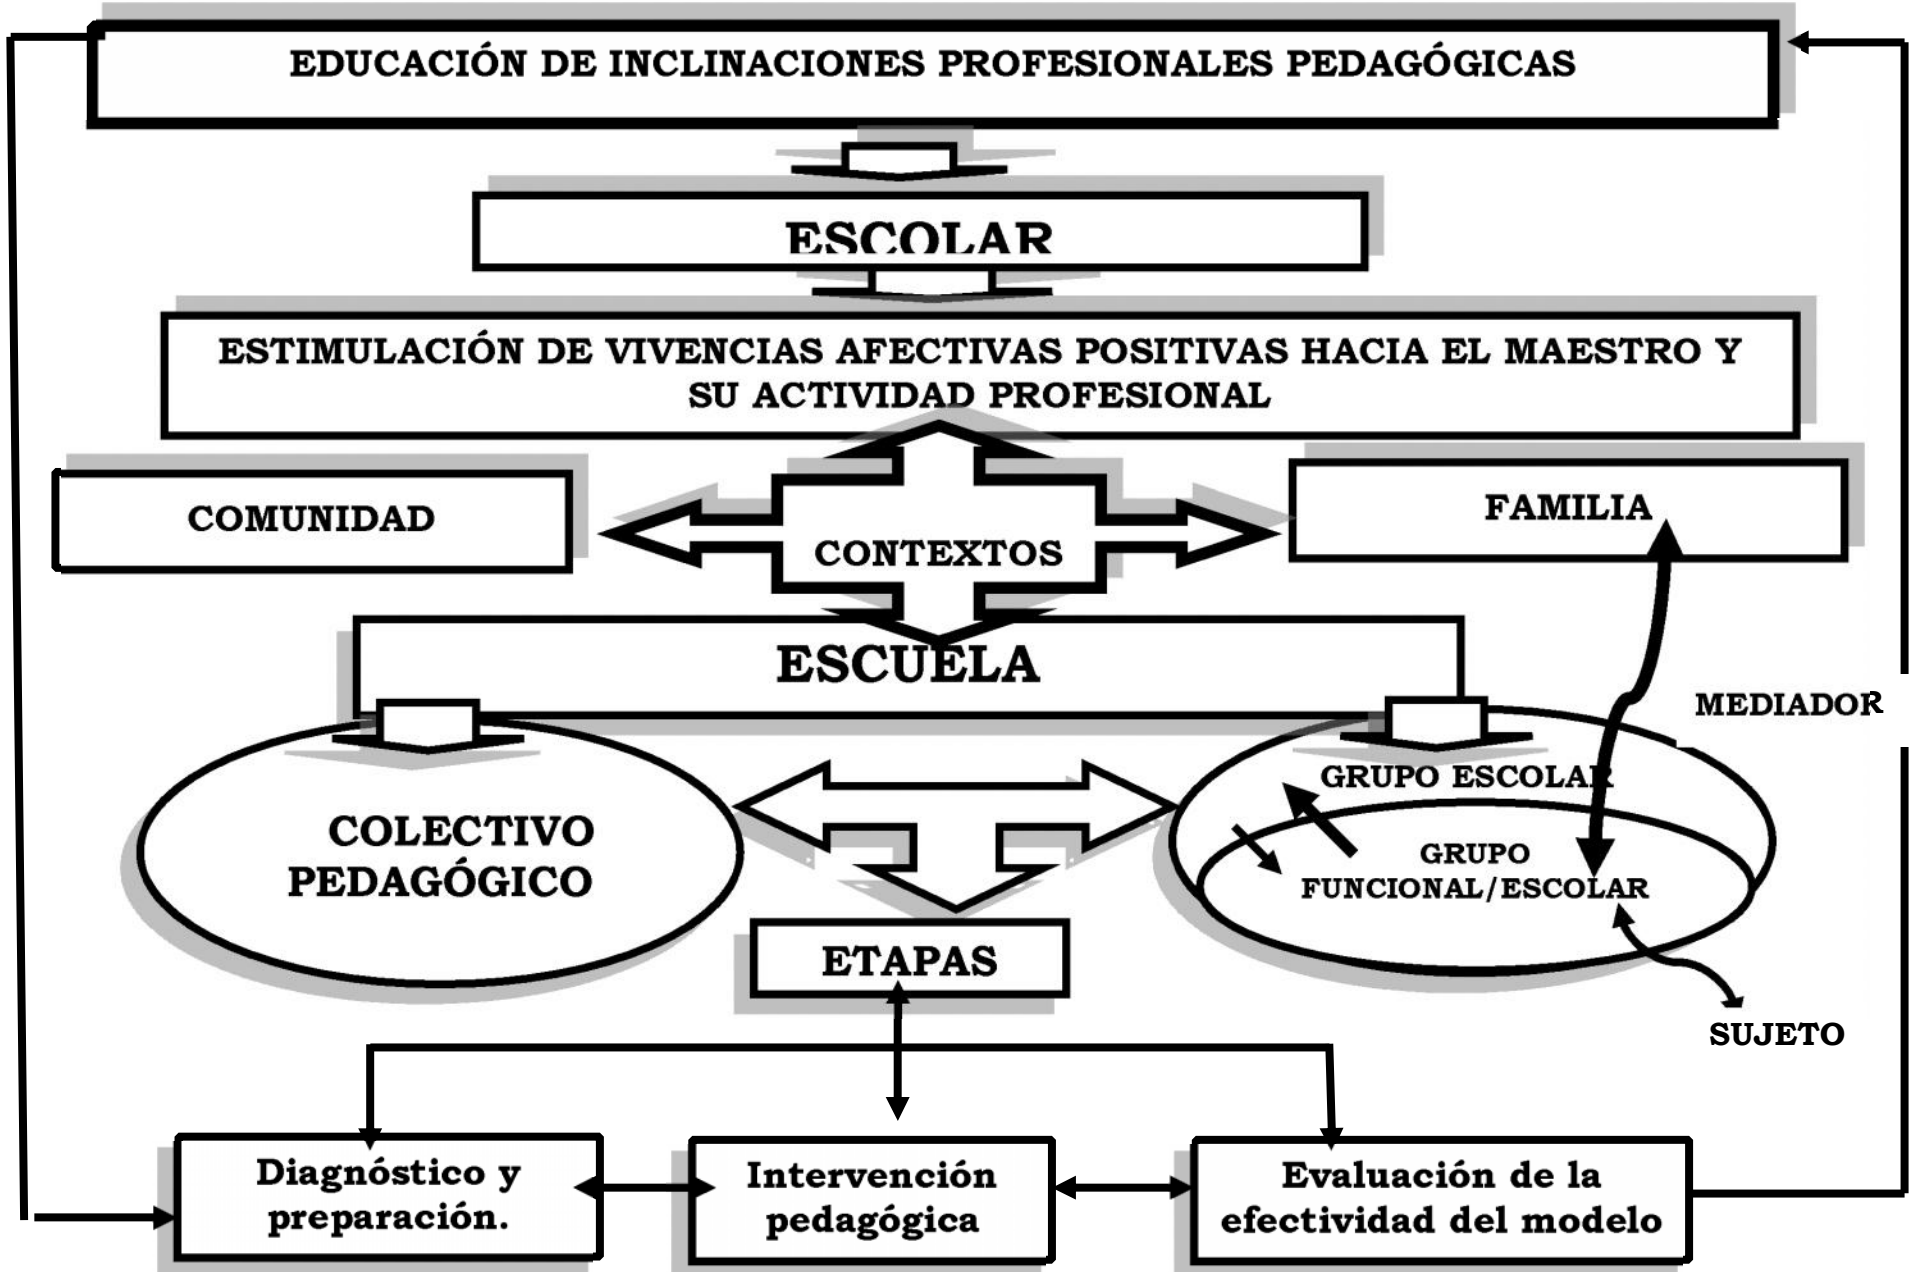 EDUCACIÓN DE INCLINACIONES PROFESIONALES PEDAGÓGICAS
ESCOLAR
ESTIMULACIÓN DE VIVENCIAS AFECTIVAS POSITIVAS HACIA EL MAESTRO Y
SU ACTIVIDAD PROFESIONAL
COMUNIDAD
CONTEXTOS
FAMILIA
ESCUELA
MEDIADOR
COLECTIVO
PEDAGÓGICO
GRUPO ESCOLAR
GRUPO
FUNCIONAL/ESCOLAR
ETAPAS
SUJETO
Diagnóstico y
preparación.
Intervención
pedagógica
Evaluación de la
efectividad del modelo